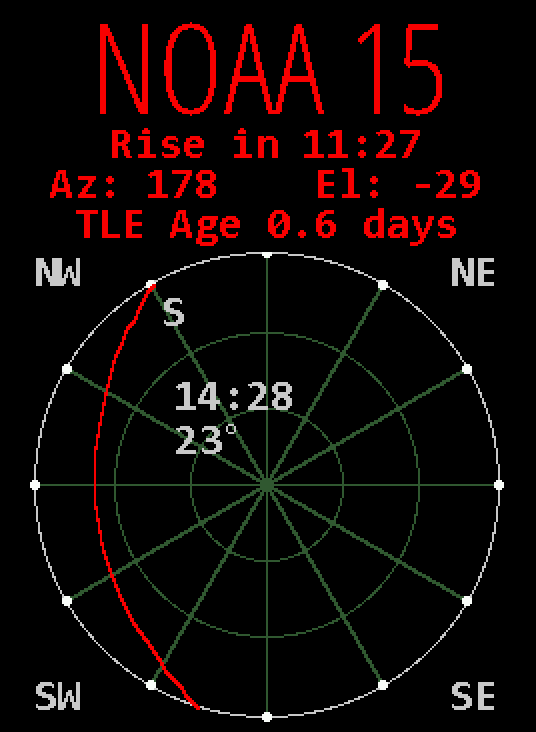 NOAA 15
Rise in 11:27
Az: 178 El: -29
TLE Age 0.6 days
NW NE
S
14:28
23°
SW SE